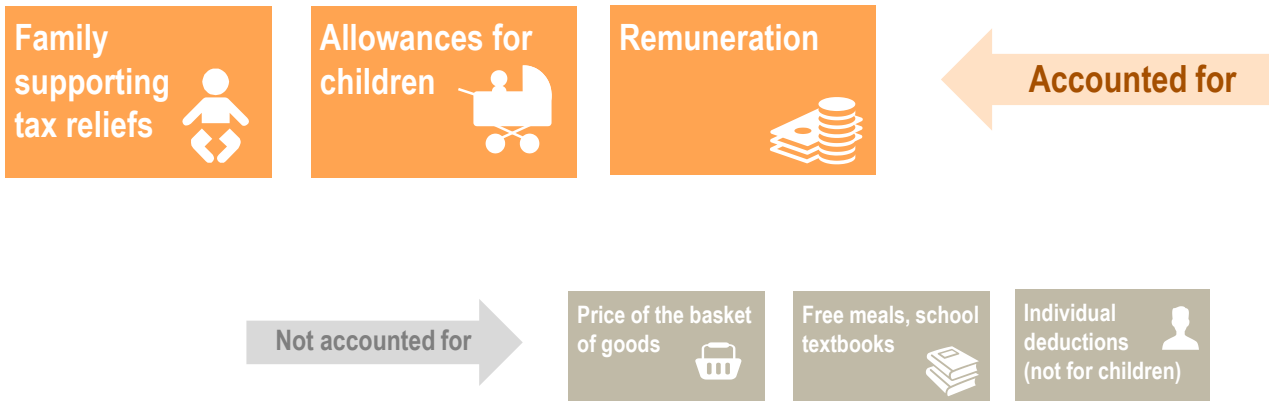 Family
supporting
tax reliefs
Allowances for
children
Remuneration
Accounted for
Not accounted for
Price of the basket
of goods
Free meals, school
textbooks
Individual
deductions
(not for children)